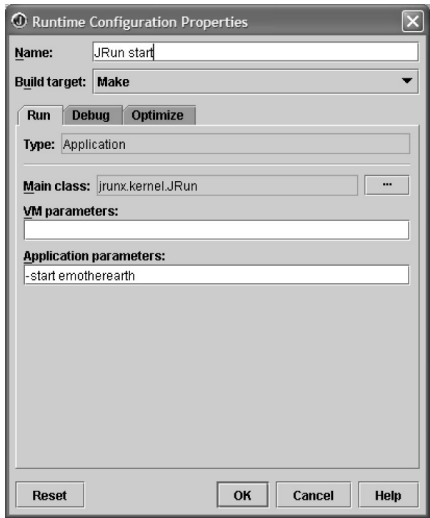 Runtime Configuration Properties
Name: JRun start
Build target: Make
Run Debug Optimize
Type: Application
Main class: jrunx.kernel.JRun ...
VM parameters:
Application parameters:
-start emotherearth
Reset OK Cancel Help